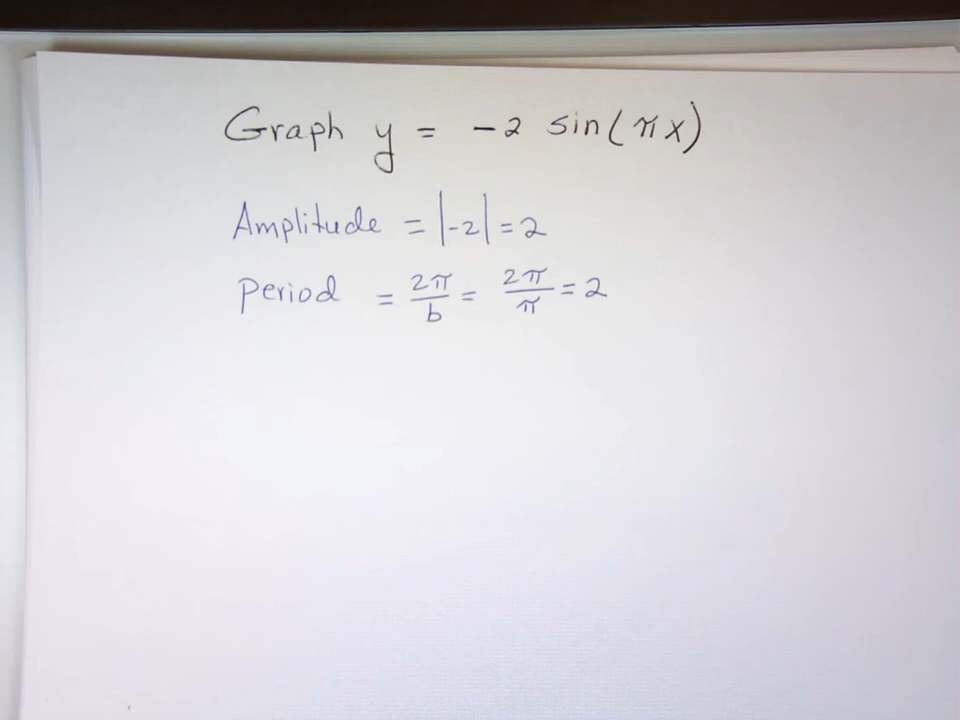 Graph y = -2 sin(πx)
Amplitude = |-2| = 2
Period = 2π/b = 2π/π = 2